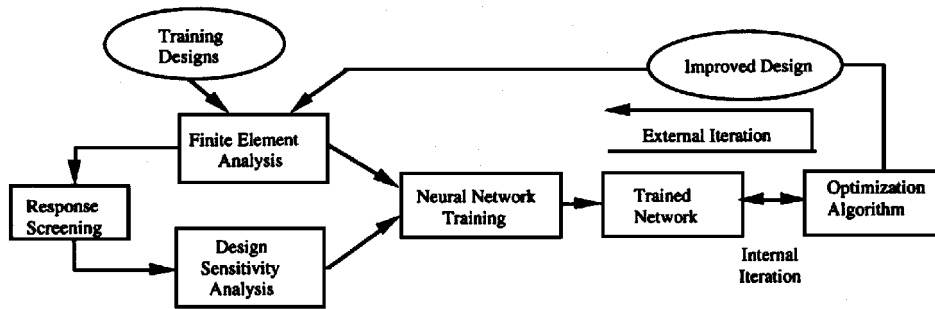 Training
Designs
Improved Design
Finite Element
Analysis
External Iteration
Response
Screening
Neural Network
Training
Trained
Network
Optimization
Algorithm
Design
Sensitivity
Analysis
Internal
Iteration